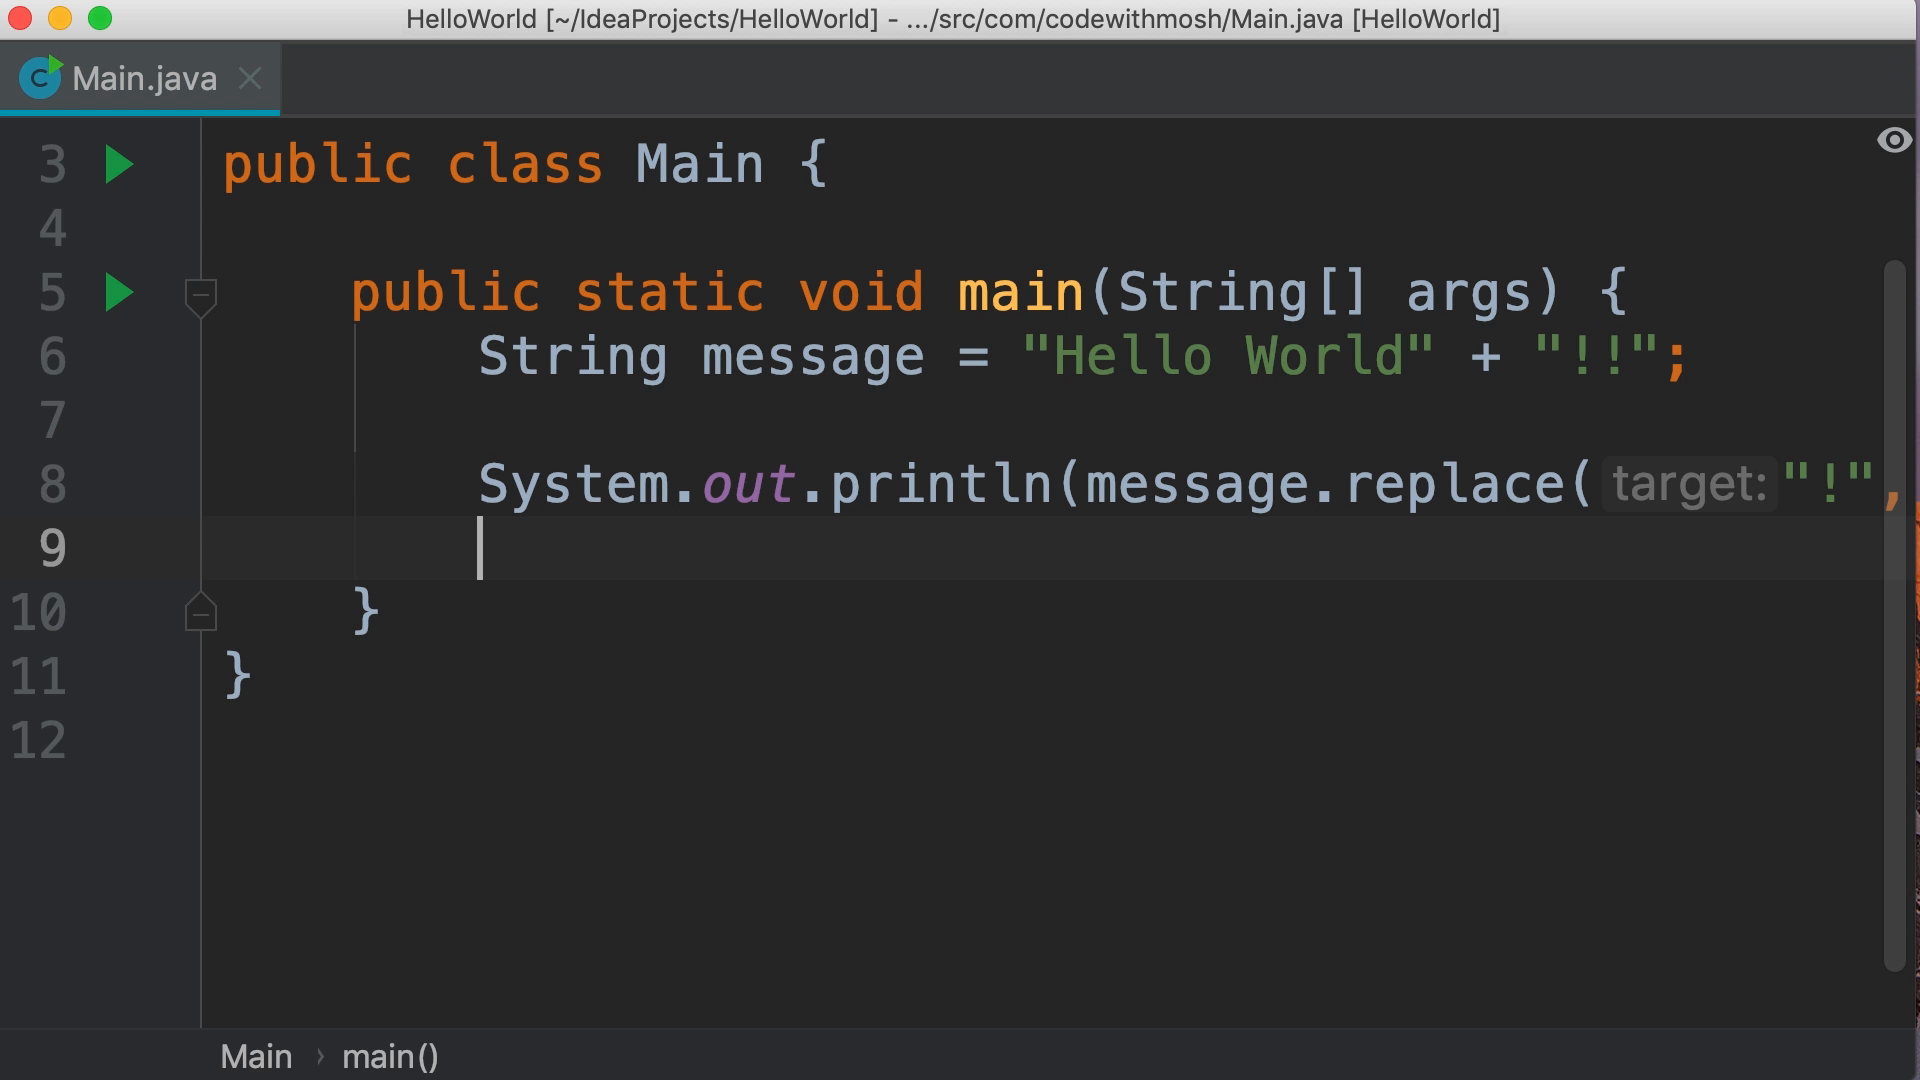 HelloWorld [~/IdeaProjects/HelloWorld] - .../src/com/codewithmosh/Main.java [HelloWorld]
C Main.java
3 public class Main {
4
5 public static void main(String[] args) {
6 String message = "Hello World" + "!!";
7
8 System.out.println(message.replace( target: "!",
9
10 }
11 }
12
Main › main()